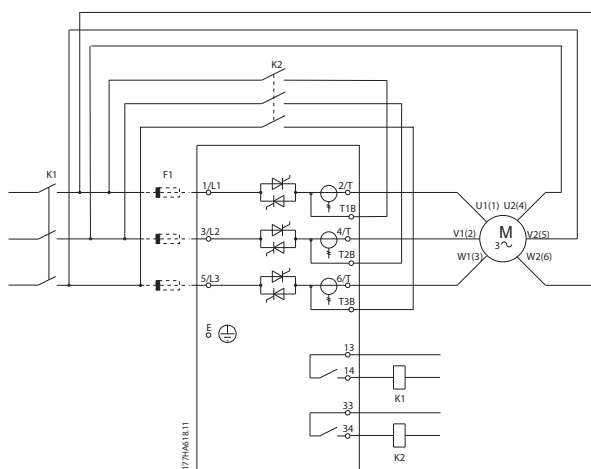 K2
K1
F1
1/L1
2/T
T1B
U1(1) U2(4)
3/L2
4/T
T2B
V1(2)
M
3~
V2(5)
5/L3
6/T
T3B
W1(3)
W2(6)
E
13
14
K1
33
34
K2
177HA618.11